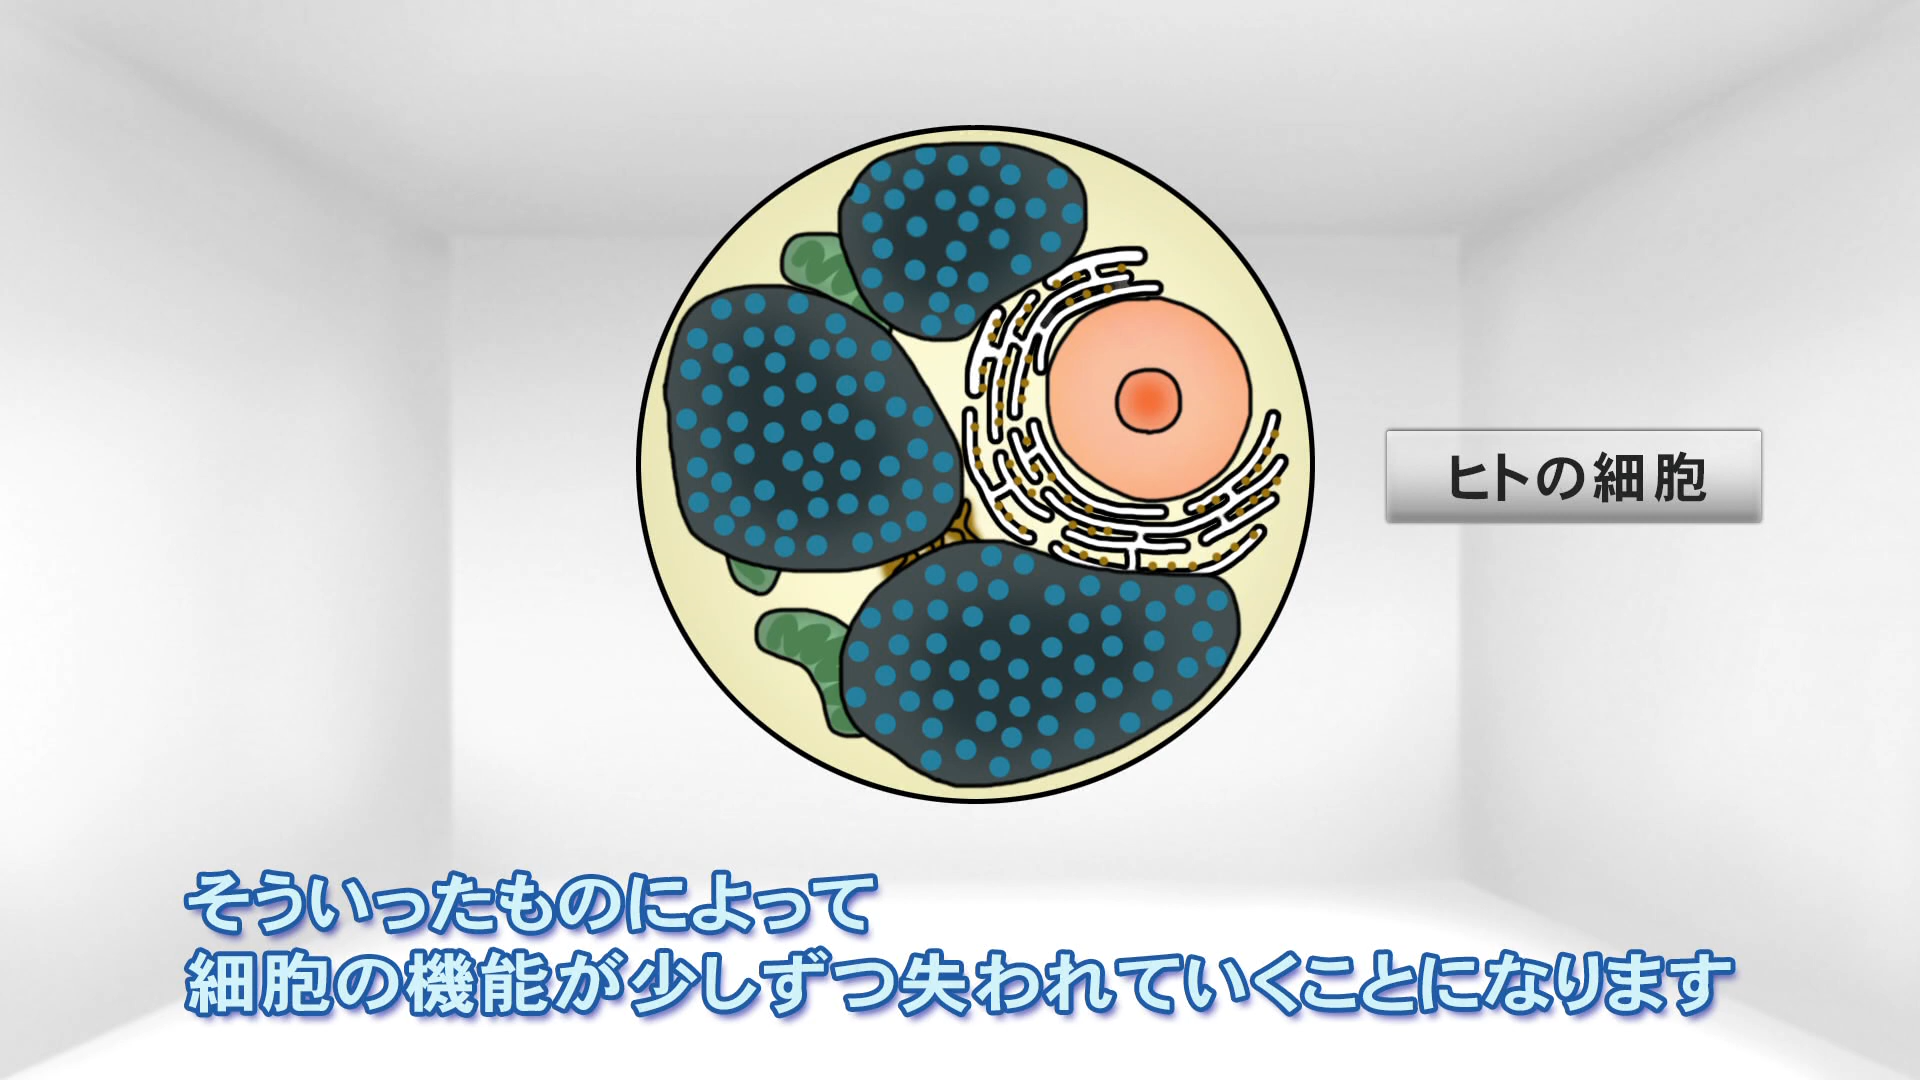 ヒトの細胞
そういったものによって
細胞の機能が少しずつ失われていくことになります